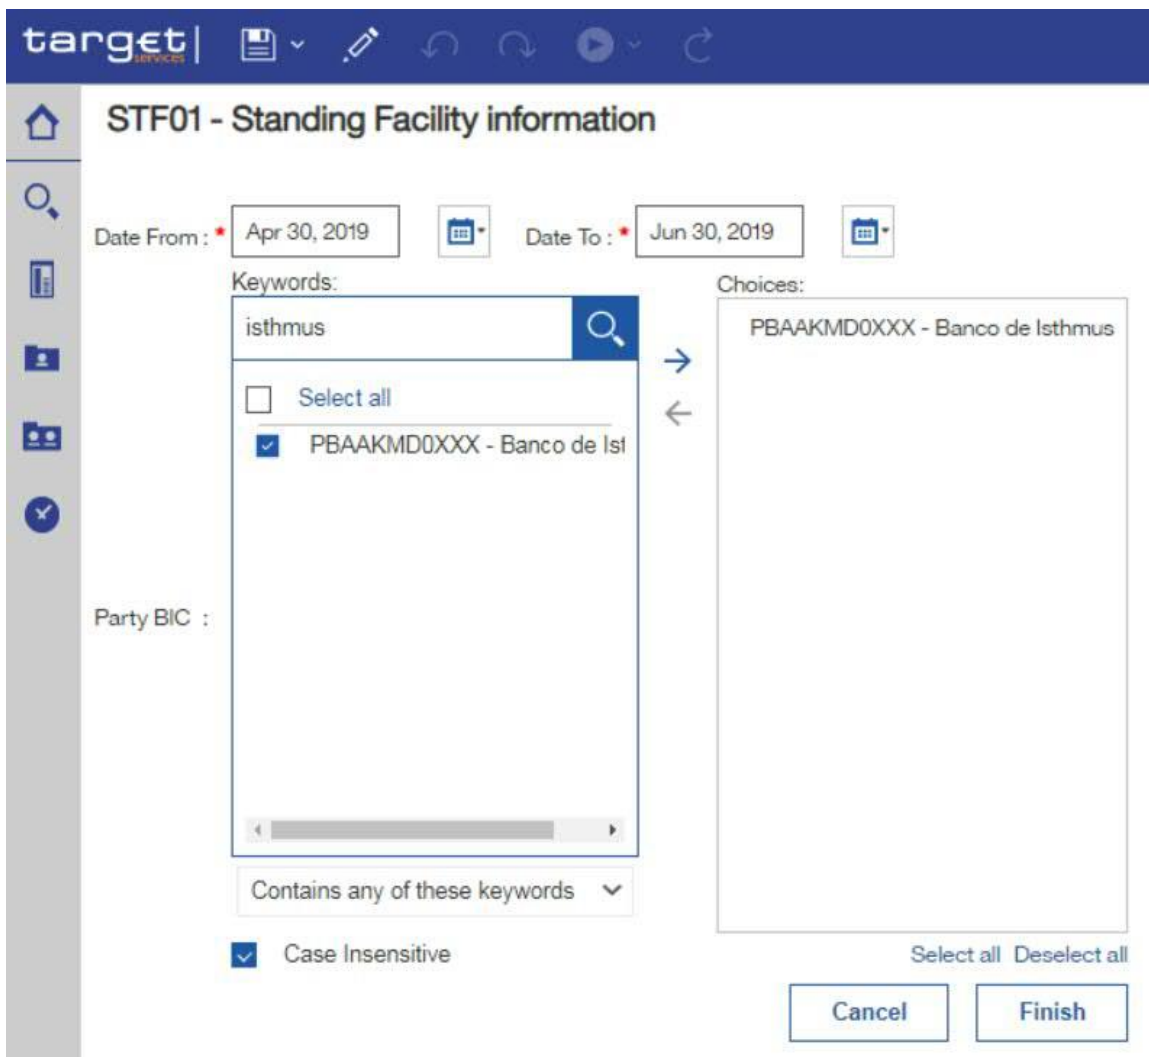 target|
services
STF01 - Standing Facility information
Date From : * Apr 30, 2019 Date To : * Jun 30, 2019
Keywords: Choices:
isthmus PBAAKMD0XXX - Banco de Isthmus
Select all
PBAAKMD0XXX - Banco de Ist
Party BIC :
Contains any of these keywords
Case Insensitive Select all Deselect all
Cancel Finish